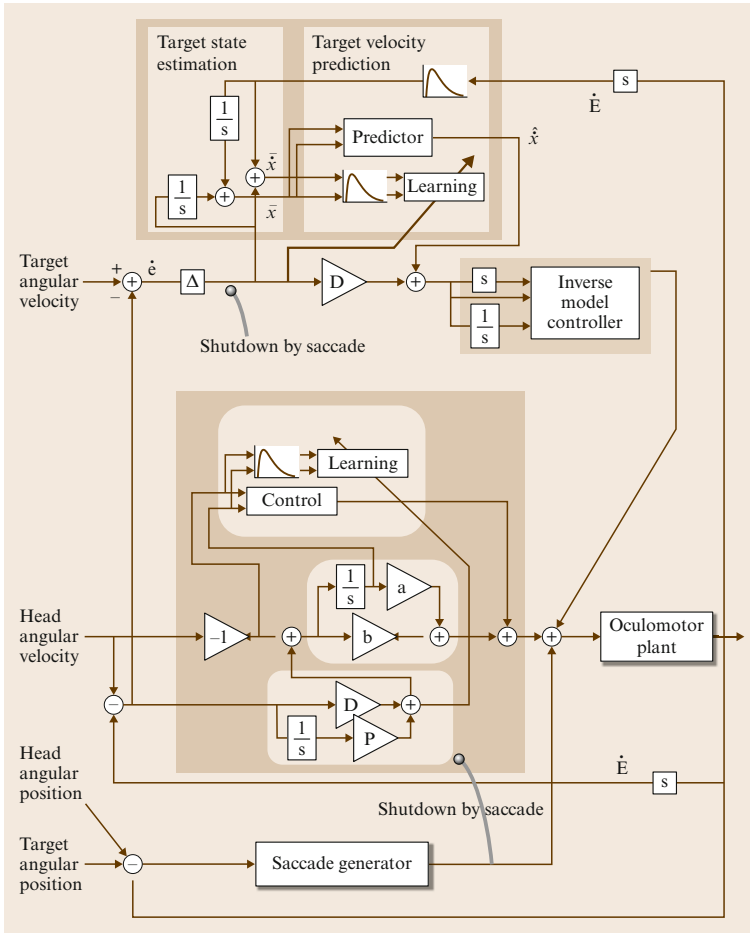 Target state
estimation
Target velocity
prediction
s
Ė
1
s
Predictor
x̂̇
x̄̇
1
s
+
+
x̄
Learning
Target
angular
velocity
+
−
+
ė
Δ
D
+
s
1
s
Inverse
model
controller
Shutdown by saccade
Learning
Control
1
s
a
Head
angular
velocity
–1
+
b
+
+
+
Oculomotor
plant
−
D
+
1
s
P
Head
angular
position
Ė
s
Shutdown by saccade
Target
angular
position
−
Saccade generator